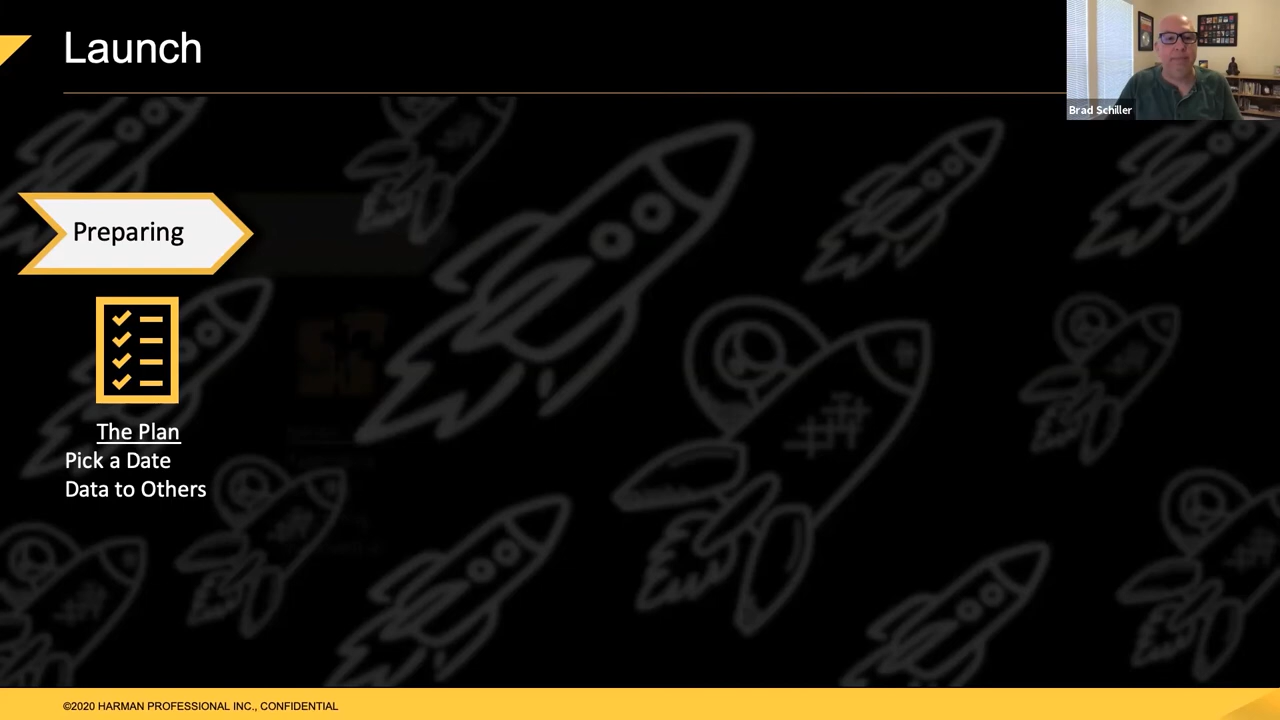 Launch
Brad Schiller
Preparing
The Plan
Pick a Date
Data to Others
©2020 HARMAN PROFESSIONAL INC., CONFIDENTIAL